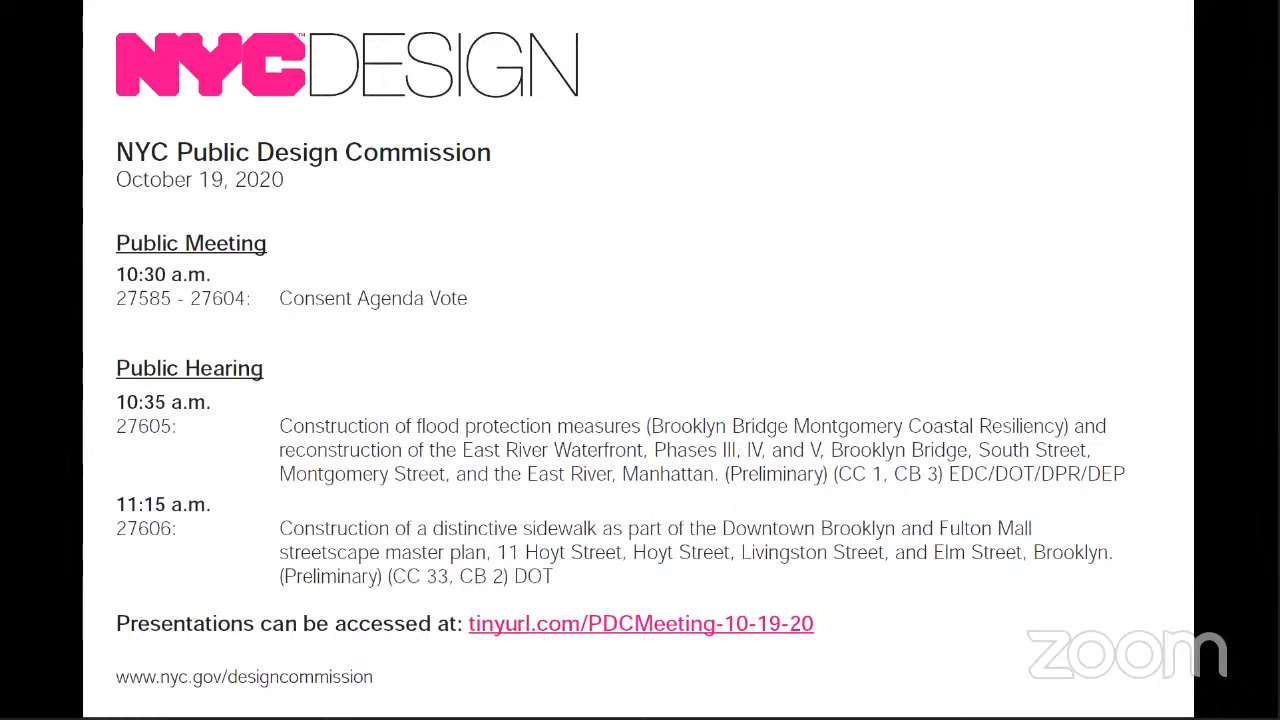 NYCDESIGN
NYC Public Design Commission
October 19, 2020
Public Meeting
10:30 a.m.
27585 - 27604: Consent Agenda Vote
Public Hearing
10:35 a.m.
27605: Construction of flood protection measures (Brooklyn Bridge Montgomery Coastal Resiliency) and
reconstruction of the East River Waterfront, Phases III, IV, and V, Brooklyn Bridge, South Street,
Montgomery Street, and the East River, Manhattan. (Preliminary) (CC 1, CB 3) EDC/DOT/DPR/DEP
11:15 a.m.
27606: Construction of a distinctive sidewalk as part of the Downtown Brooklyn and Fulton Mall
streetscape master plan, 11 Hoyt Street, Hoyt Street, Livingston Street, and Elm Street, Brooklyn.
(Preliminary) (CC 33, CB 2) DOT
Presentations can be accessed at: tinyurl.com/PDCMeeting-10-19-20
zoom
www.nyc.gov/designcommission